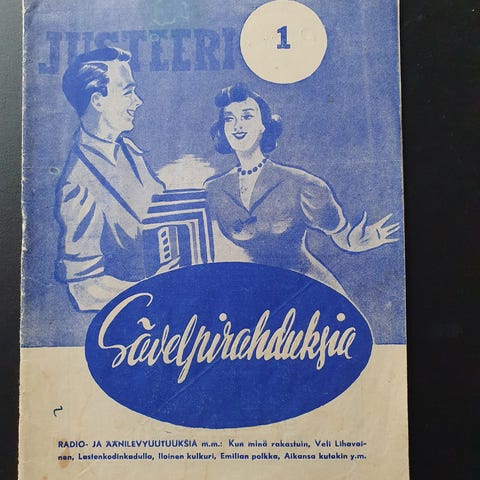 JUSTEERI
1
Sävelpirahduksia
RADIO- JA ÄÄNILEVYUUTUUKSIA m.m.: Kun minä rakastuin, Veli Lihavai-
nen, Lastenkodinkadulla, Iloinen kulkuri, Emilian polkka, Aikansa kutakin y.m.